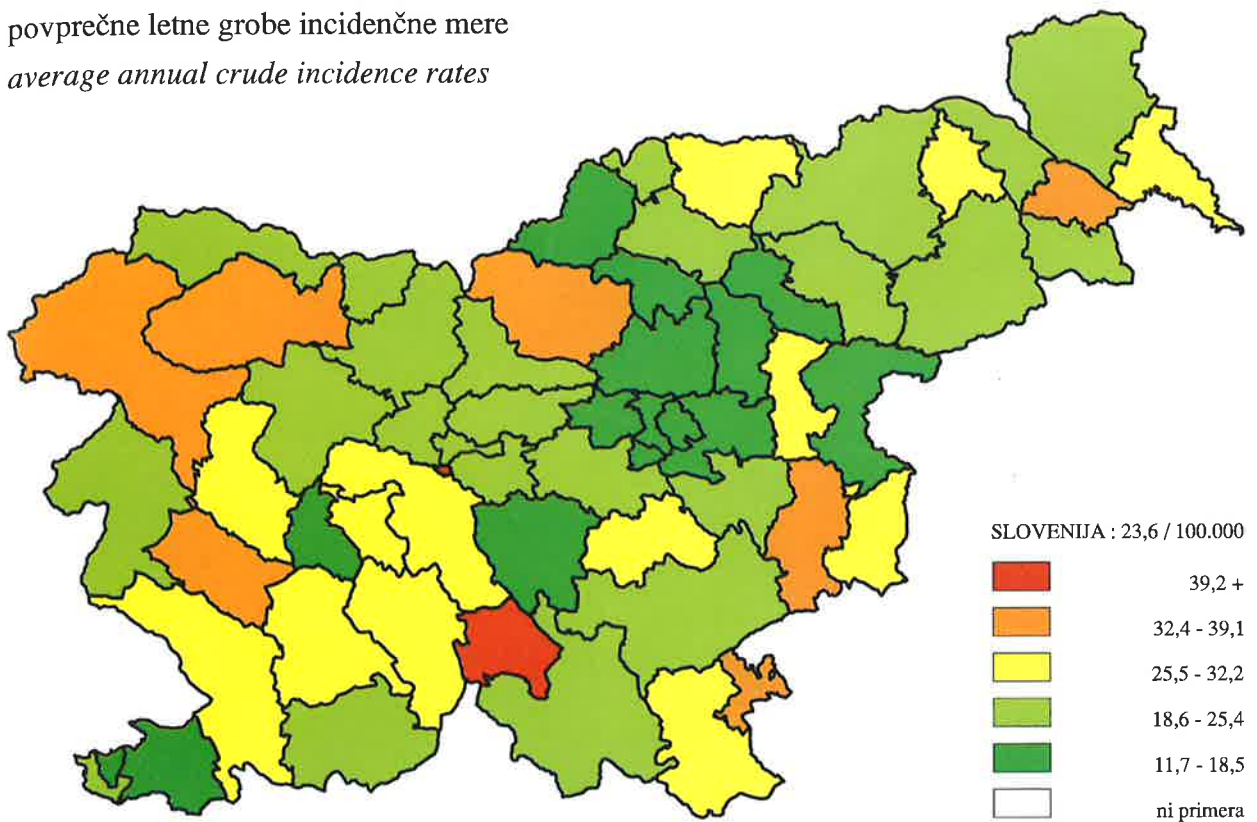 povprečne letne grobe incidenčne mere
average annual crude incidence rates
SLOVENIJA : 23,6 / 100.000
39,2 +
32,4 - 39,1
25,5 - 32,2
18,6 - 25,4
11,7 - 18,5
ni primera